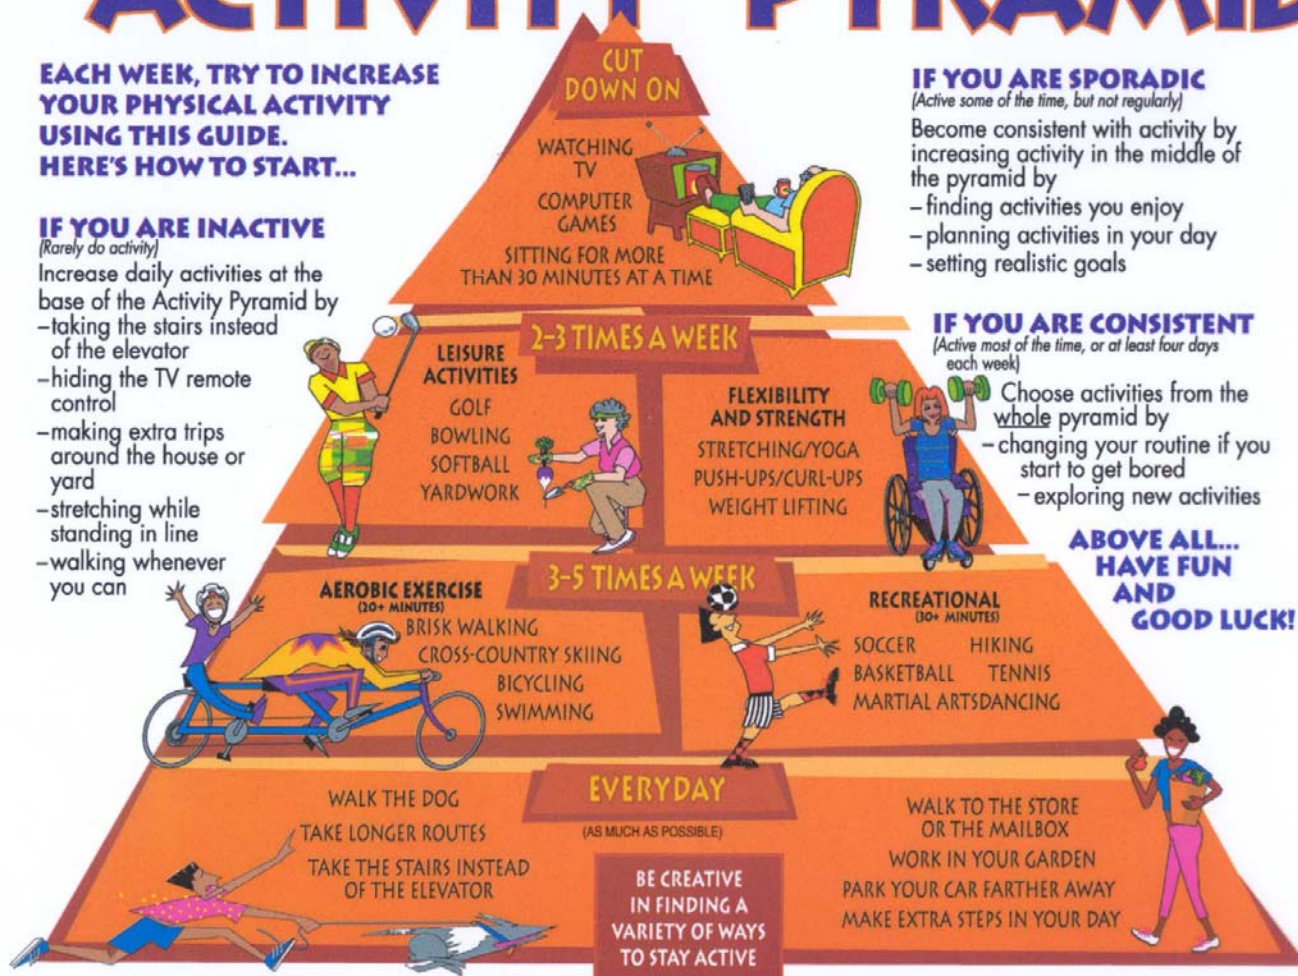 ACTIVITY PYRAMID
EACH WEEK, TRY TO INCREASE
YOUR PHYSICAL ACTIVITY
USING THIS GUIDE.
HERE'S HOW TO START...
IF YOU ARE INACTIVE
(Rarely do activity)
Increase daily activities at the
base of the Activity Pyramid by
–taking the stairs instead
of the elevator
–hiding the TV remote
control
–making extra trips
around the house or
yard
–stretching while
standing in line
–walking whenever
you can
IF YOU ARE SPORADIC
(Active some of the time, but not regularly)
Become consistent with activity by
increasing activity in the middle of
the pyramid by
– finding activities you enjoy
– planning activities in your day
– setting realistic goals
IF YOU ARE CONSISTENT
(Active most of the time, or at least four days
each week)
Choose activities from the
whole pyramid by
– changing your routine if you
start to get bored
– exploring new activities
ABOVE ALL...
HAVE FUN
AND
GOOD LUCK!
CUT
DOWN ON
WATCHING
TV
COMPUTER
GAMES
SITTING FOR MORE
THAN 30 MINUTES AT A TIME
2–3 TIMES A WEEK
LEISURE
ACTIVITIES
GOLF
BOWLING
SOFTBALL
YARDWORK
FLEXIBILITY
AND STRENGTH
STRETCHING/YOGA
PUSH-UPS/CURL-UPS
WEIGHT LIFTING
3–5 TIMES A WEEK
AEROBIC EXERCISE
(20+ MINUTES)
BRISK WALKING
CROSS-COUNTRY SKIING
BICYCLING
SWIMMING
RECREATIONAL
(30+ MINUTES)
SOCCER HIKING
BASKETBALL TENNIS
MARTIAL ARTSDANCING
EVERYDAY
(AS MUCH AS POSSIBLE)
WALK THE DOG
TAKE LONGER ROUTES
TAKE THE STAIRS INSTEAD
OF THE ELEVATOR
BE CREATIVE
IN FINDING A
VARIETY OF WAYS
TO STAY ACTIVE
WALK TO THE STORE
OR THE MAILBOX
WORK IN YOUR GARDEN
PARK YOUR CAR FARTHER AWAY
MAKE EXTRA STEPS IN YOUR DAY